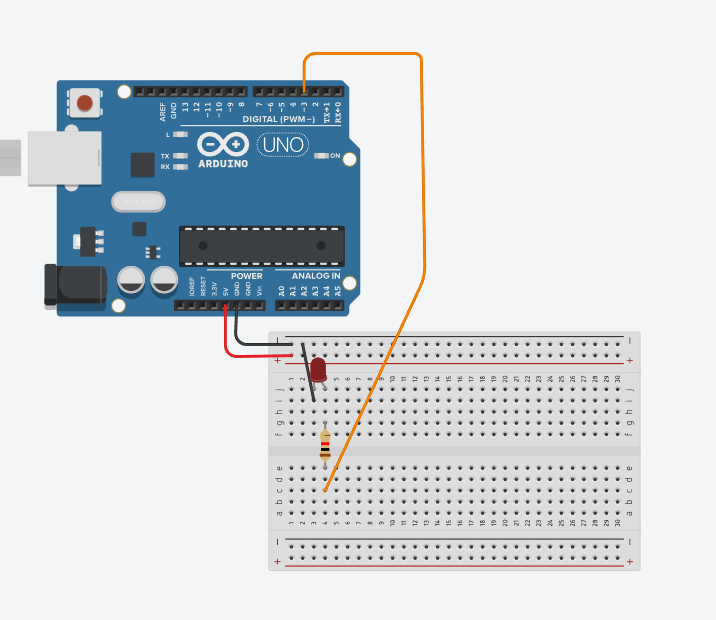 AREF
GND
13
12
~11
~10
~9
8
7
~6
~5
4
~3
2
TX→1
RX←0
DIGITAL (PWM~)
L
TX
RX
ARDUINO
UNO
ON
POWER
ANALOG IN
IOREF
RESET
3.3V
5V
GND
GND
Vin
A0
A1
A2
A3
A4
A5
− −
+ +
1 2 3 4 5 6 7 8 9 10 11 12 13 14 15 16 17 18 19 20 21 22 23 24 25 26 27 28 29 30
j j
i i
h h
g g
f f
e e
d d
c c
b b
a a
1 2 3 4 5 6 7 8 9 10 11 12 13 14 15 16 17 18 19 20 21 22 23 24 25 26 27 28 29 30
− −
+ +